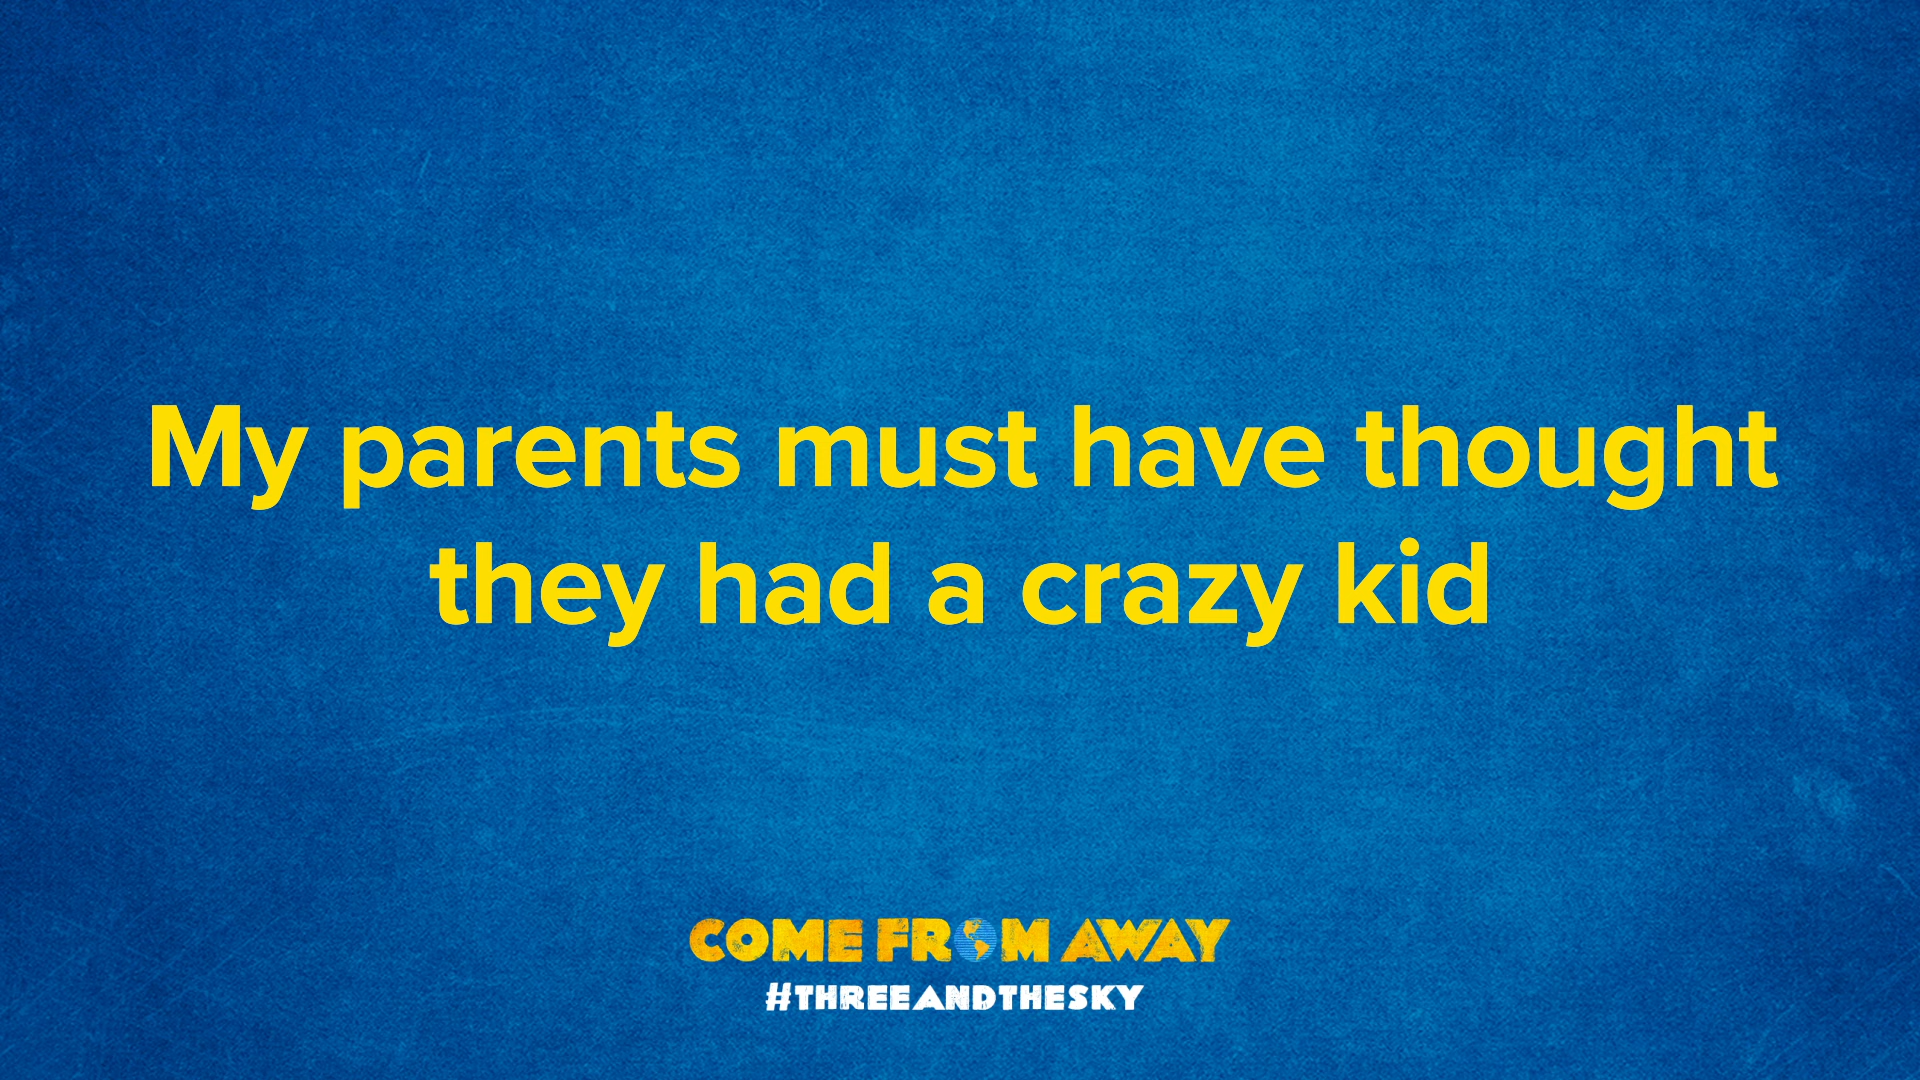 My parents must have thought
they had a crazy kid
COME FROM AWAY
#THREEANDTHESKY